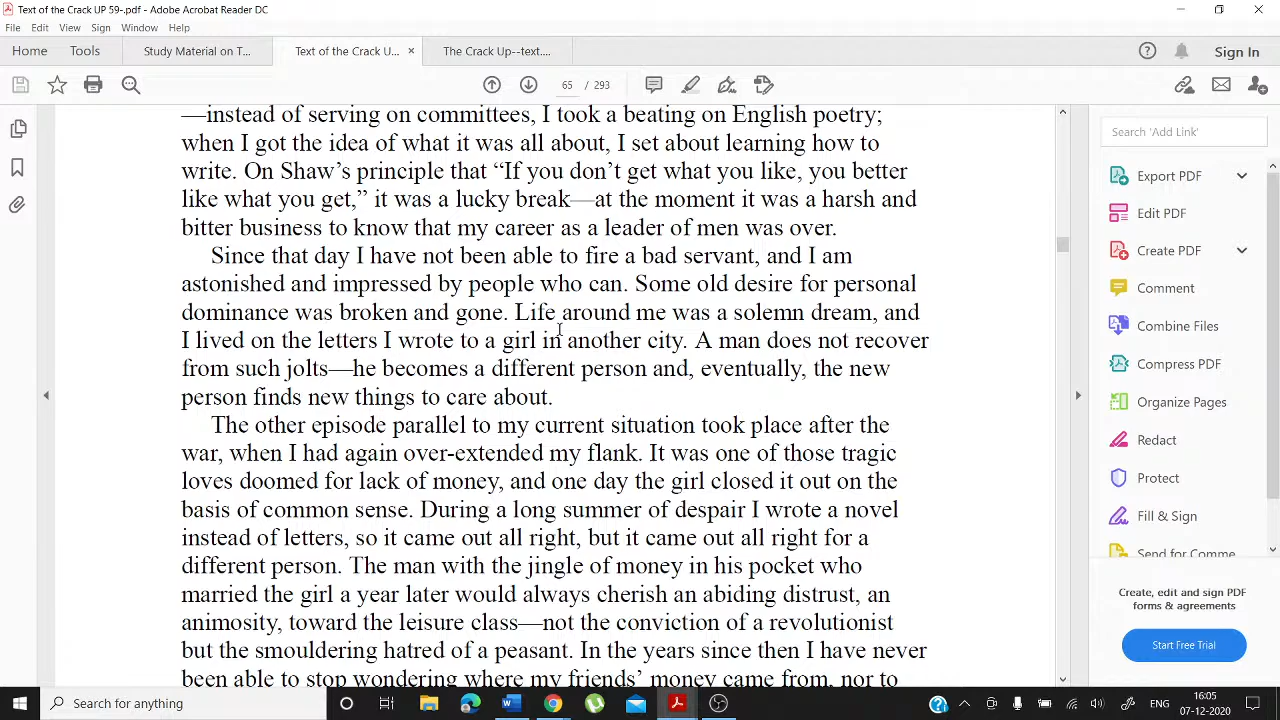 Text of the Crack UP 59-.pdf - Adobe Acrobat Reader DC
File Edit View Sign Window Help
Home Tools Study Material on T... Text of the Crack U... × The Crack Up--text.... Sign In
65 / 293
—instead of serving on committees, I took a beating on English poetry;
when I got the idea of what it was all about, I set about learning how to
write. On Shaw’s principle that “If you don’t get what you like, you better
like what you get,” it was a lucky break—at the moment it was a harsh and
bitter business to know that my career as a leader of men was over.
Since that day I have not been able to fire a bad servant, and I am
astonished and impressed by people who can. Some old desire for personal
dominance was broken and gone. Life around me was a solemn dream, and
I lived on the letters I wrote to a girl in another city. A man does not recover
from such jolts—he becomes a different person and, eventually, the new
person finds new things to care about.
The other episode parallel to my current situation took place after the
war, when I had again over-extended my flank. It was one of those tragic
loves doomed for lack of money, and one day the girl closed it out on the
basis of common sense. During a long summer of despair I wrote a novel
instead of letters, so it came out all right, but it came out all right for a
different person. The man with the jingle of money in his pocket who
married the girl a year later would always cherish an abiding distrust, an
animosity, toward the leisure class—not the conviction of a revolutionist
but the smouldering hatred of a peasant. In the years since then I have never
been able to stop wondering where my friends’ money came from, nor to
Search 'Add Link'
Export PDF
Edit PDF
Create PDF
Comment
Combine Files
Compress PDF
Organize Pages
Redact
Protect
Fill & Sign
Send for Comme
Create, edit and sign PDF
forms & agreements
Start Free Trial
Search for anything
ENG
16:05
07-12-2020